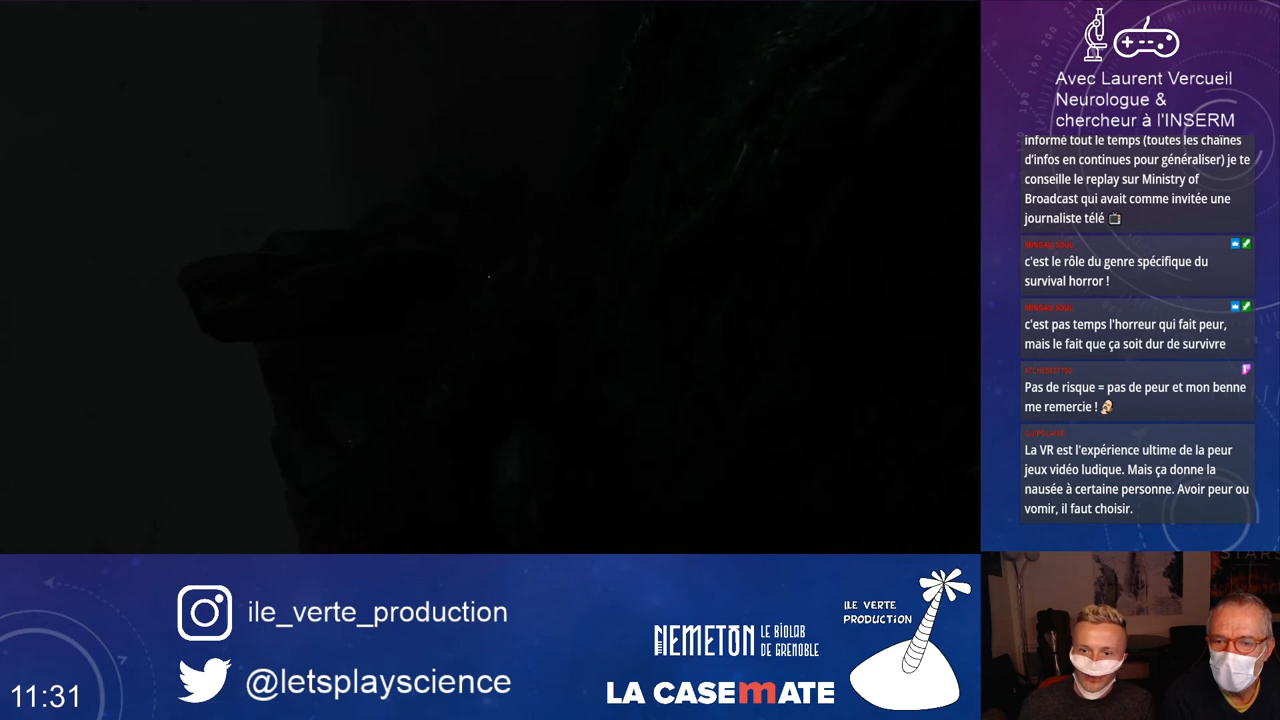 Avec Laurent Vercueil
Neurologue &
chercheur à l'INSERM
informé tout le temps (toutes les chaînes
d'infos en continues pour généraliser) je te
conseille le replay sur Ministry of
Broadcast qui avait comme invitée une
journaliste télé
c'est le rôle du genre spécifique du
survival horror !
c'est pas temps l'horreur qui fait peur,
mais le fait que ça soit dur de survivre
Pas de risque = pas de peur et mon benne
me remercie !
La VR est l'expérience ultime de la peur
jeux vidéo ludique. Mais ça donne la
nausée à certaine personne. Avoir peur ou
vomir, il faut choisir.
ile_verte_production
@letsplayscience
11:31
NEMETON LE BIOLAB
DE GRENOBLE
LA CASEMATE
ILE VERTE
PRODUCTION